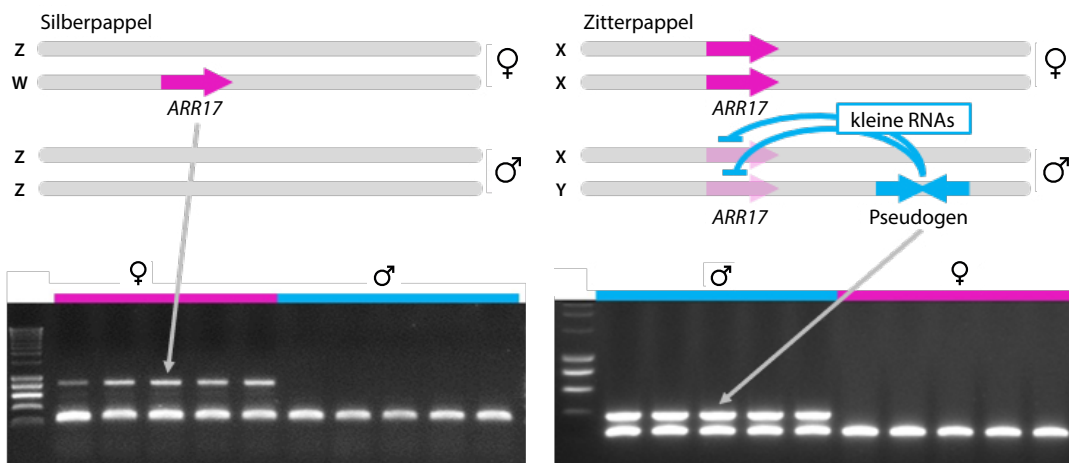 Silberpappel
Z
♀
W
ARR17
Z
♂
Z
♀
♂
Zitterpappel
X
♀
X
ARR17
kleine RNAs
X
♂
Y
ARR17
Pseudogen
♂
♀